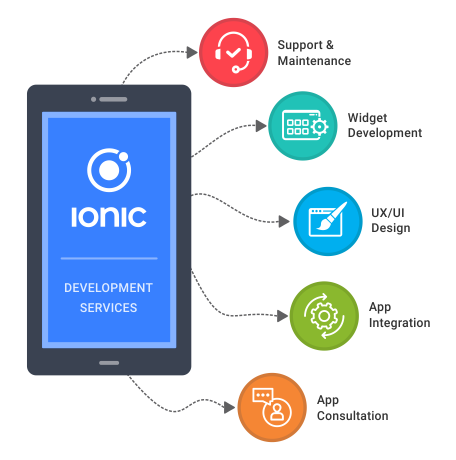 Support &
Maintenance
Widget
Development
IONIC
UX/UI
Design
DEVELOPMENT
SERVICES
App
Integration
App
Consultation